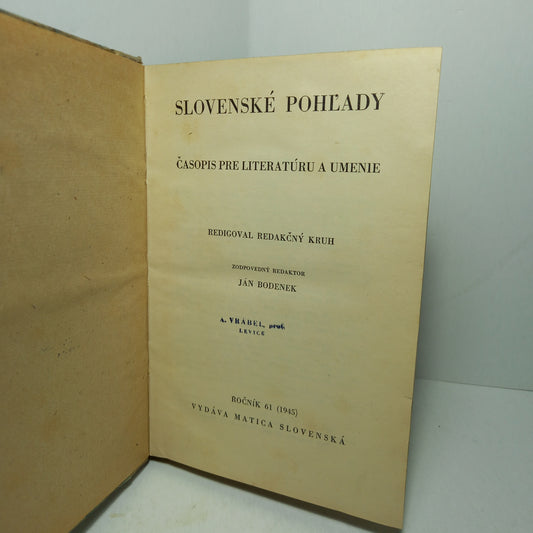 SLOVENSKÉ POHĽADY
ČASOPIS PRE LITERATÚRU A UMENIE
REDIGOVAL REDAKČNÝ KRUH
ZODPOVEDNÝ REDAKTOR
JÁN BODENEK
A. VRÁBEL, prof.
LEVICE
ROČNÍK 61 (1945)
VYDÁVA MATICA SLOVENSKÁ